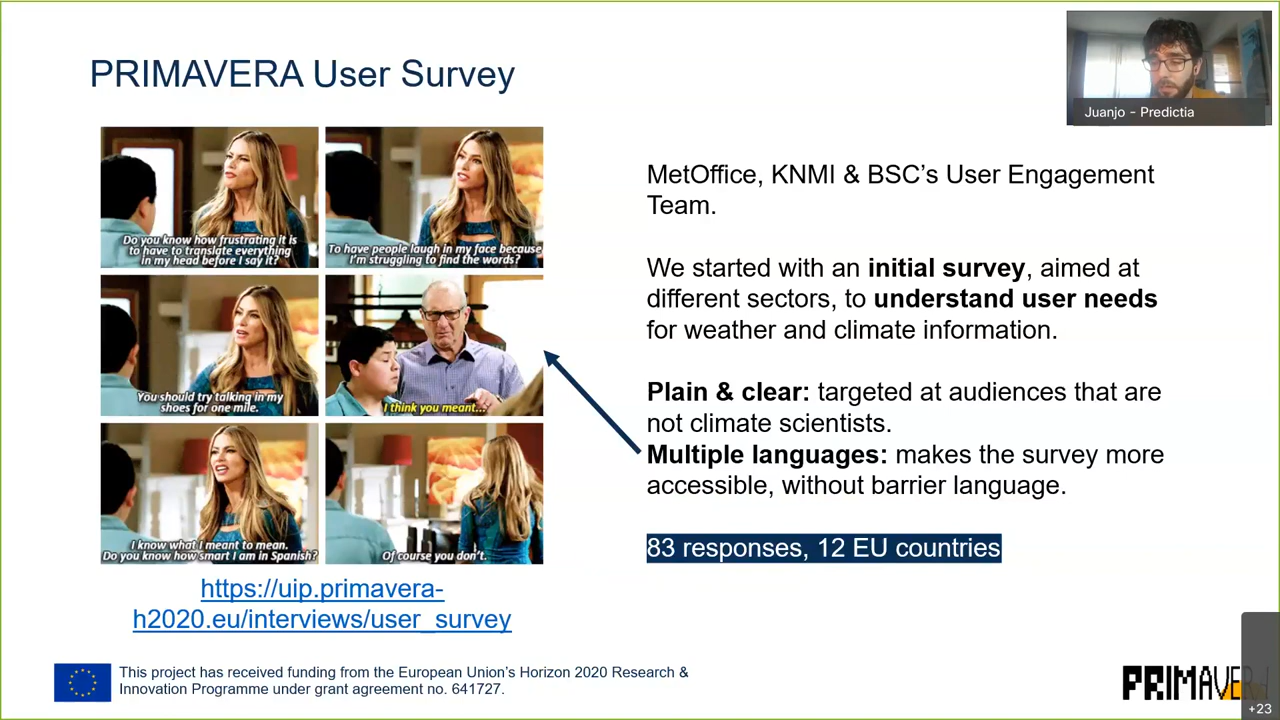 PRIMAVERA User Survey
Juanjo - Predictia
Do you know how frustrating it is
to have to translate everything
in my head before I say it?
To have people laugh in my face because
I'm struggling to find the words?
You should try talking in my
shoes for one mile.
I think you meant...
I know what I meant to mean.
Do you know how smart I am in Spanish?
Of course you don't.
https://uip.primavera-
h2020.eu/interviews/user_survey
MetOffice, KNMI & BSC’s User Engagement
Team.
We started with an initial survey, aimed at
different sectors, to understand user needs
for weather and climate information.
Plain & clear: targeted at audiences that are
not climate scientists.
Multiple languages: makes the survey more
accessible, without barrier language.
83 responses, 12 EU countries
This project has received funding from the European Union’s Horizon 2020 Research &
Innovation Programme under grant agreement no. 641727.
PRIMAVER
+23